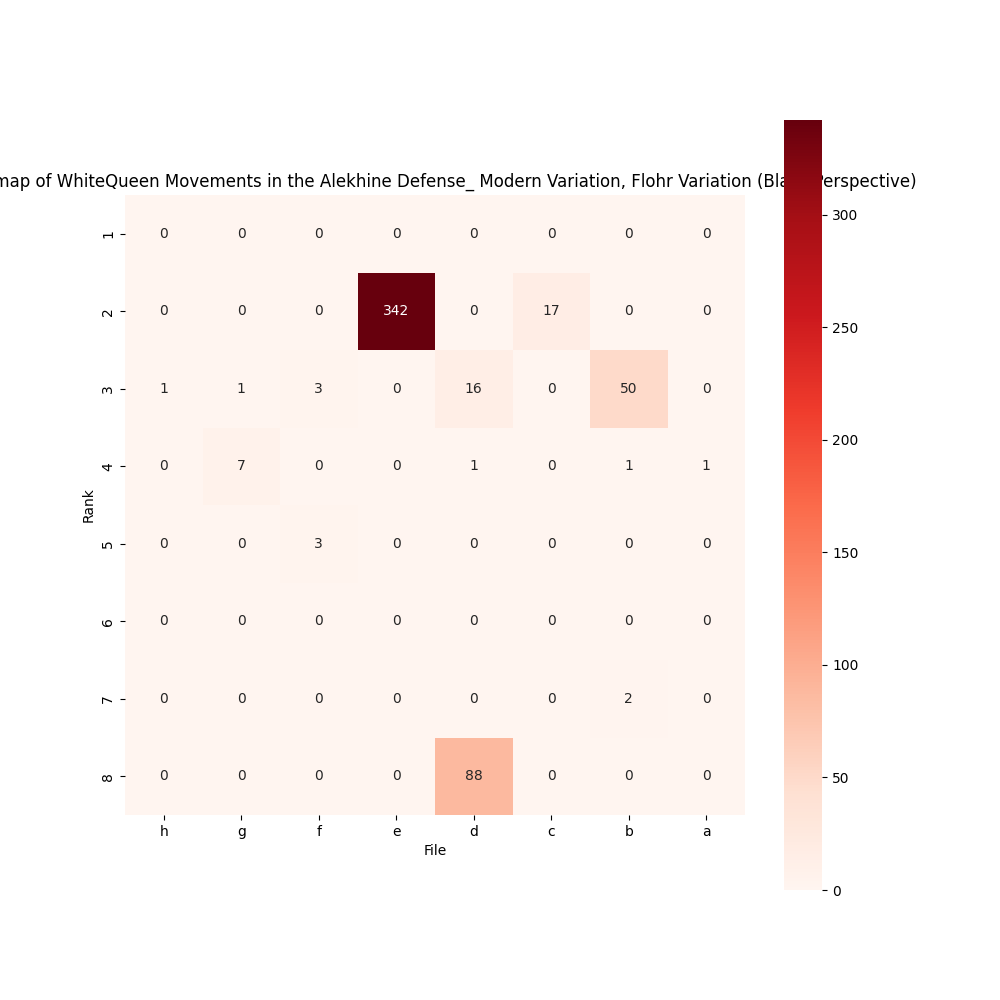 map of WhiteQueen Movements in the Alekhine Defense_ Modern Variation, Flohr Variation (Bla Perspective)
1 0 0 0 0 0 0 0 0
2 0 0 0 342 0 17 0 0
3 1 1 3 0 16 0 50 0
4 0 7 0 0 1 0 1 1
5 0 0 3 0 0 0 0 0
6 0 0 0 0 0 0 0 0
7 0 0 0 0 0 0 2 0
8 0 0 0 0 88 0 0 0
Rank
h g f e d c b a
File
300
250
200
150
100
50
0